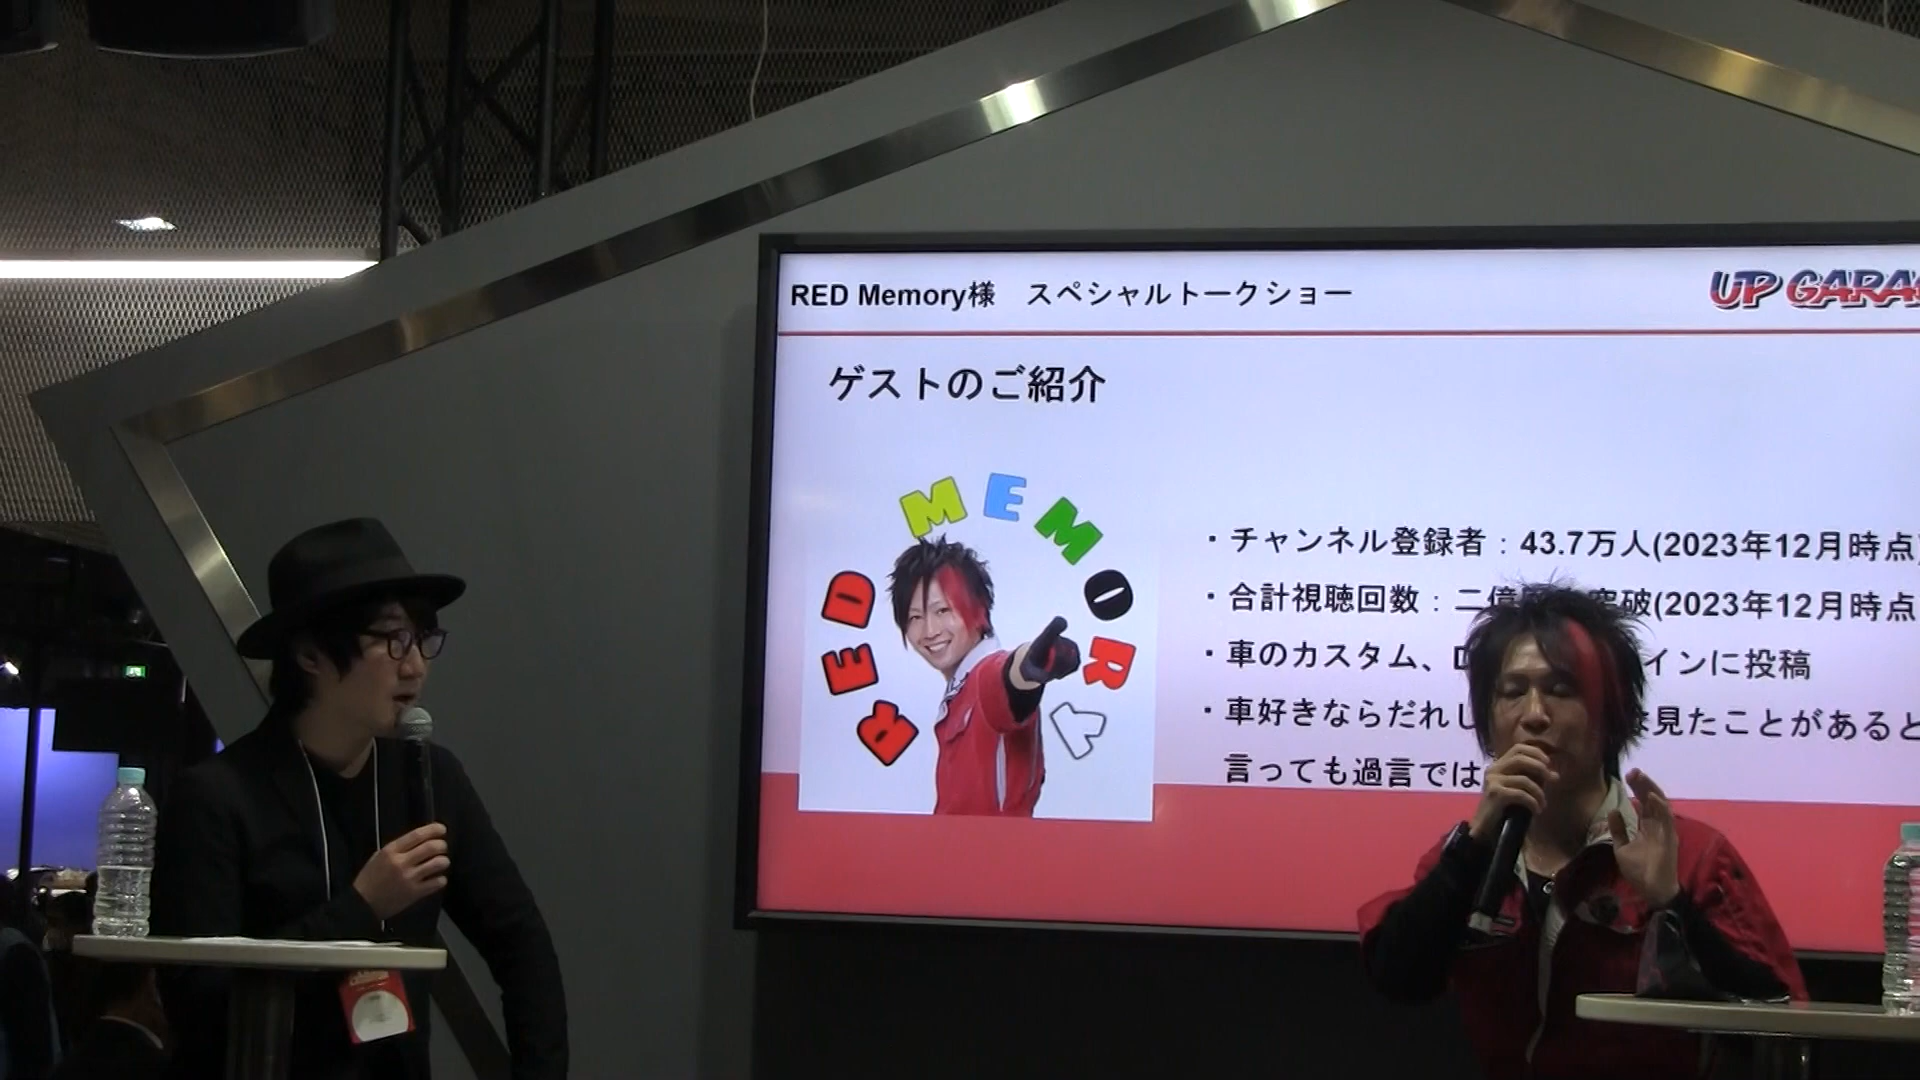 RED Memory様　スペシャルトークショー
UP GARA
ゲストのご紹介
RED MEMORY
・チャンネル登録者：43.7万人(2023年12月時点)
・合計視聴回数：二億 突破(2023年12月時点
・車のカスタム、D インに投稿
・車好きならだれし 見たことがあると
言っても過言では